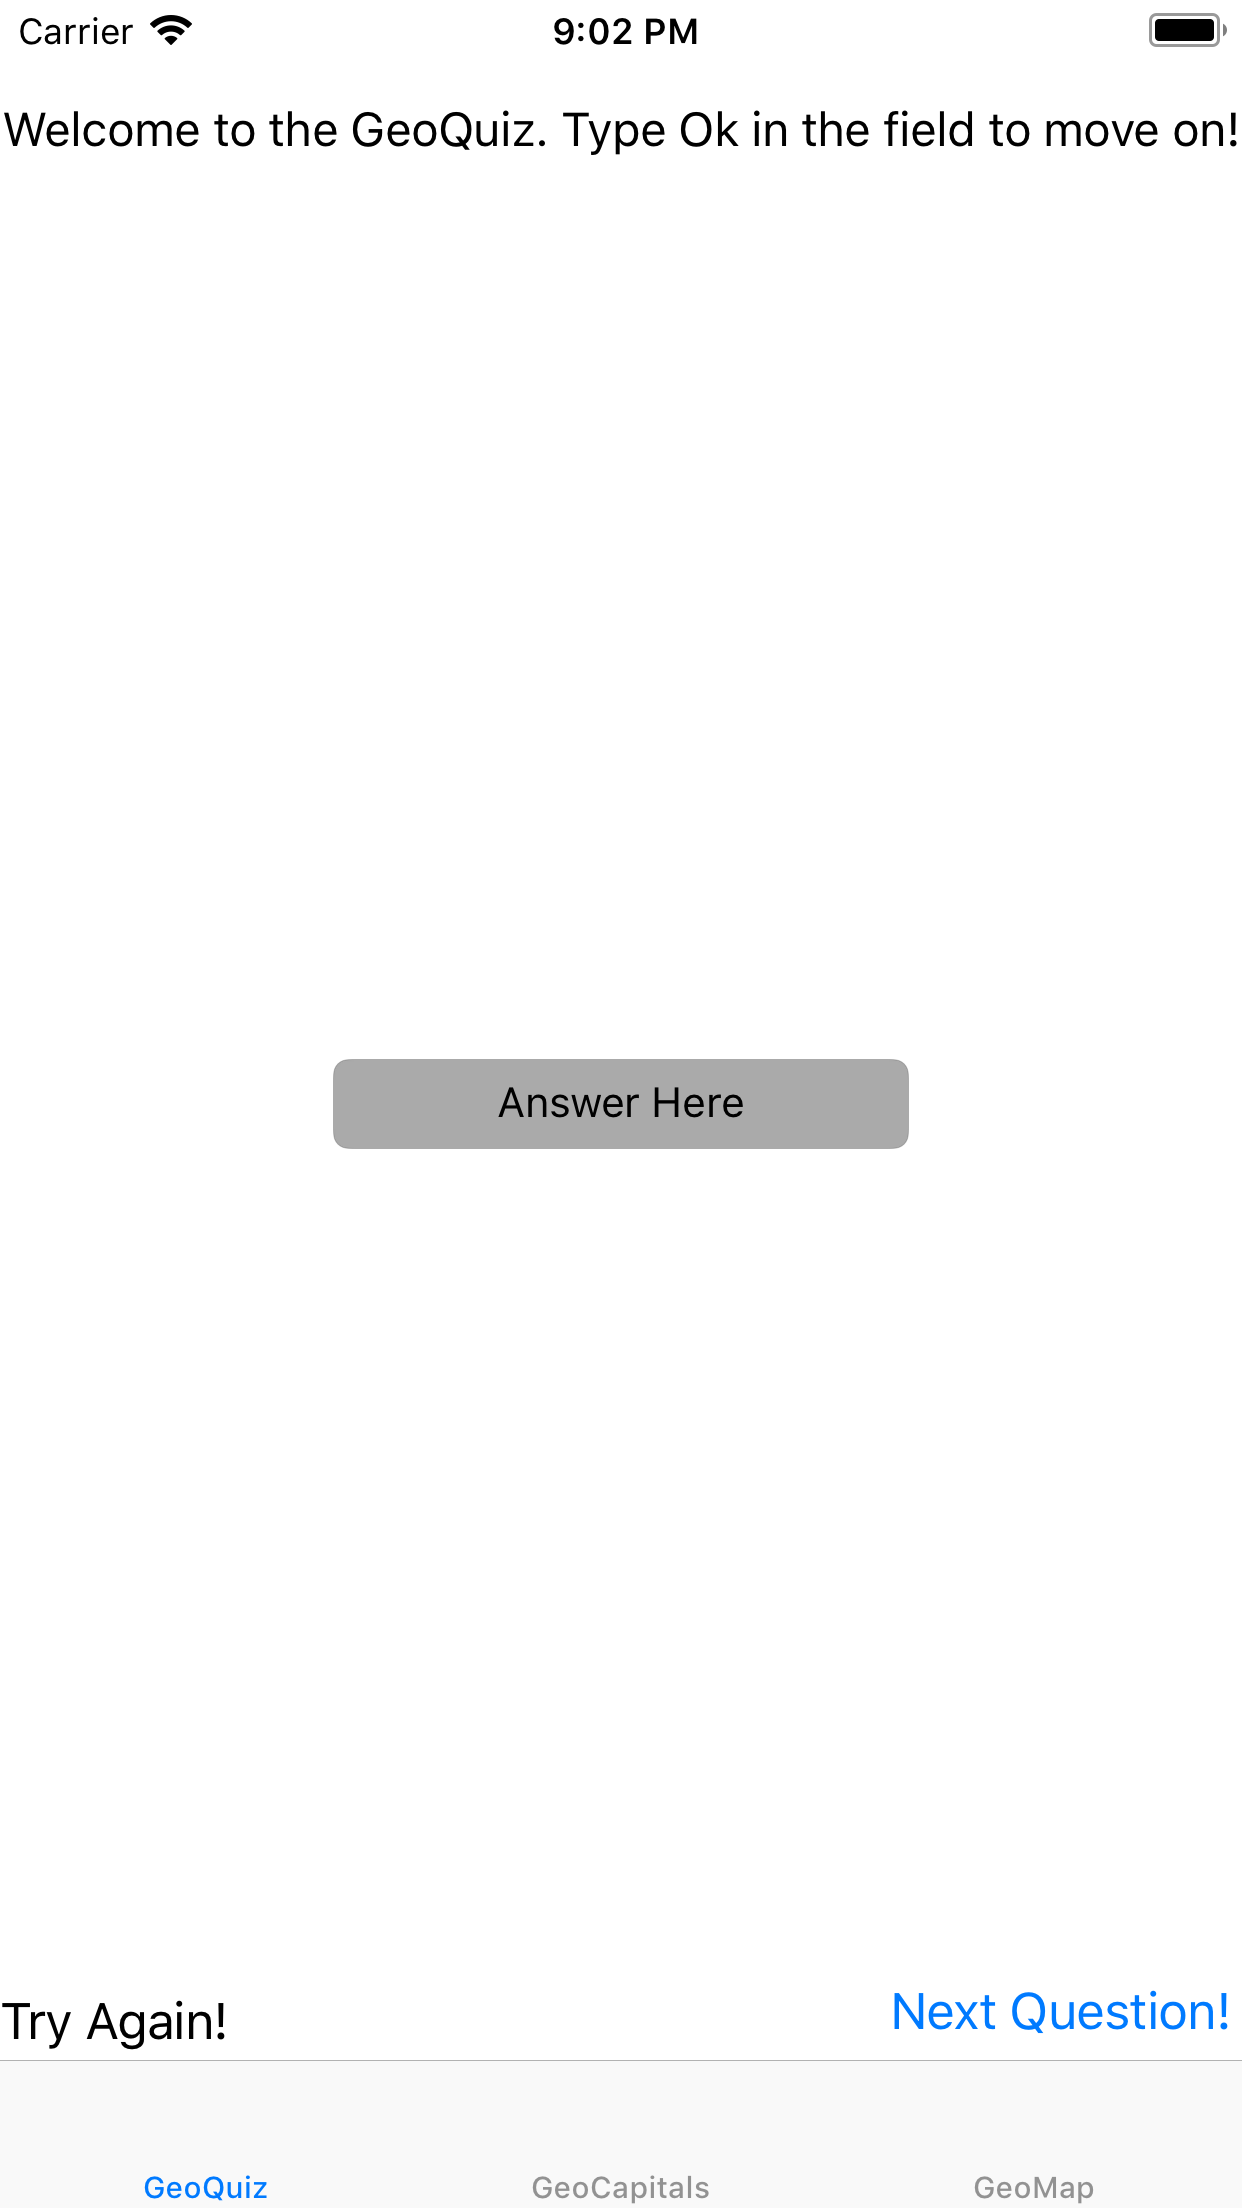 Carrier 9:02 PM
Welcome to the GeoQuiz. Type Ok in the field to move on!
Answer Here
Try Again! Next Question!
GeoQuiz GeoCapitals GeoMap